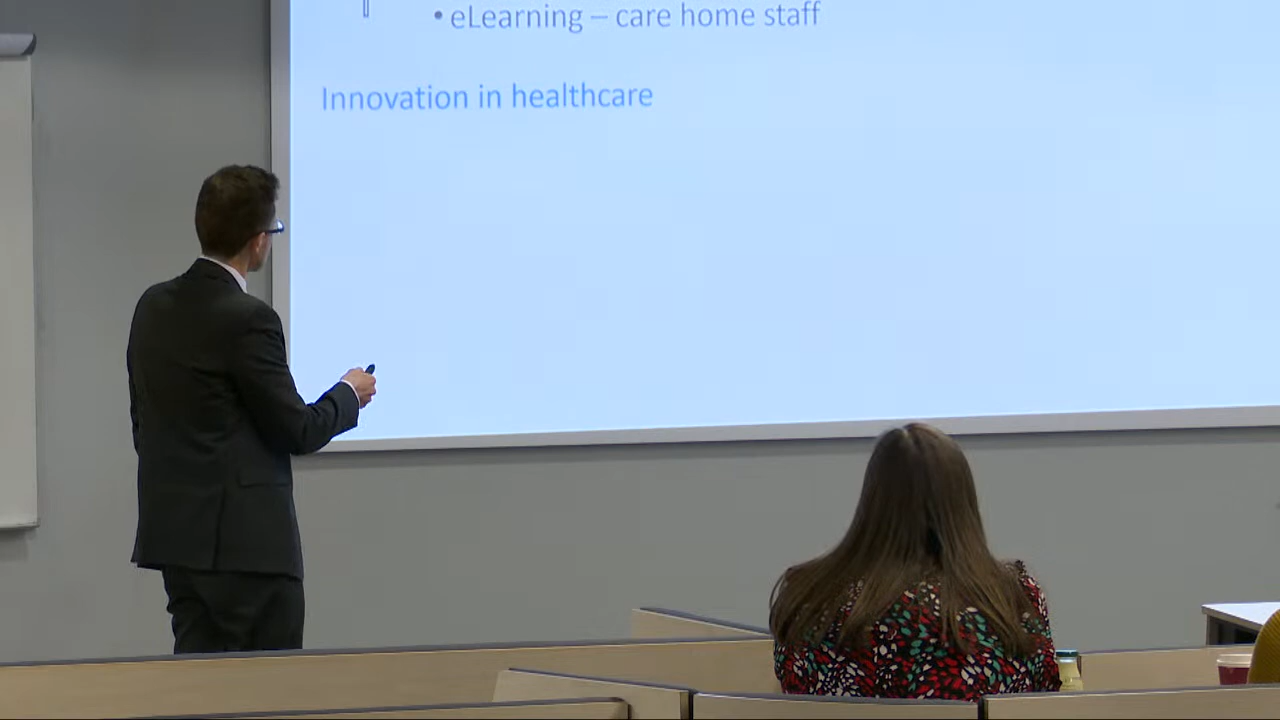 • eLearning – care home staff
Innovation in healthcare